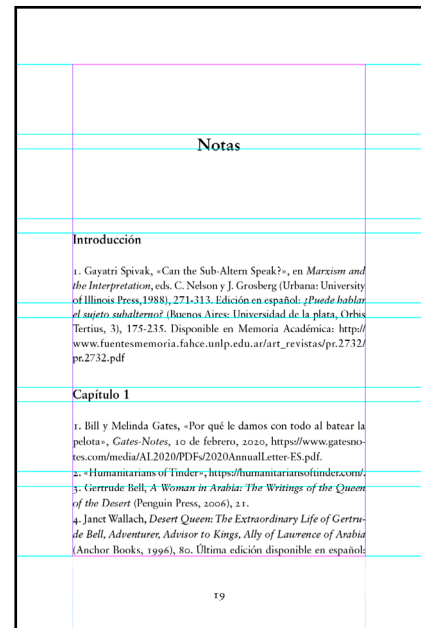 Notas
Introducción
1. Gayatri Spivak, «Can the Sub-Altern Speak?», en Marxism and
the Interpretation, eds. C. Nelson y J. Grosberg (Urbana: University
of Illinois Press,1988), 271-313. Edición en español: ¿Puede hablar
el sujeto subalterno? (Buenos Aires: Universidad de la plata, Orbis
Tertius, 3), 175-235. Disponible en Memoria Académica: http://
www.fuentesmemoria.fahce.unlp.edu.ar/art_revistas/pr.2732/
pr.2732.pdf
Capítulo 1
1. Bill y Melinda Gates, «Por qué le damos con todo al batear la
pelota», Gates-Notes, 10 de febrero, 2020, https://www.gatesno-
tes.com/media/AL2020/PDFs/2020AnnualLetter-ES.pdf.
2. «Humanitarians of Tinder», https://humanitariansoftinder.com/.
3. Gertrude Bell, A Woman in Arabia: The Writings of the Queen
of the Desert (Penguin Press, 2006), 21.
4. Janet Wallach, Desert Queen: The Extraordinary Life of Gertru-
de Bell, Adventurer, Advisor to Kings, Ally of Lawrence of Arabia
(Anchor Books, 1996), 80. Última edición disponible en español:
19